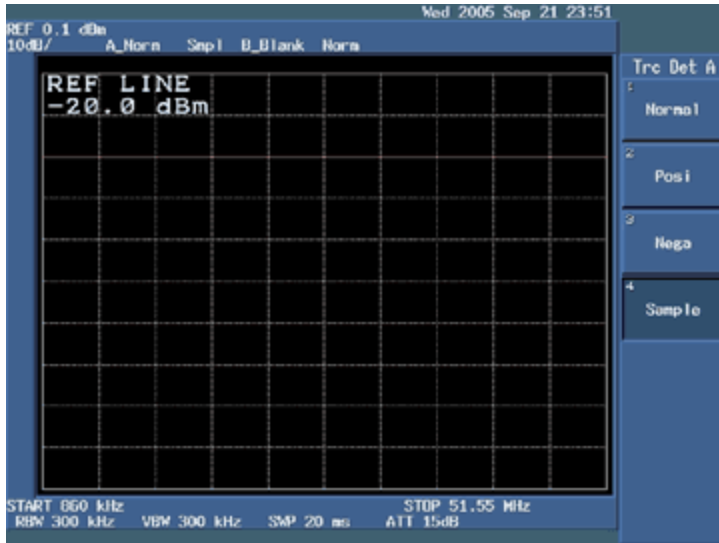 Wed 2005 Sep 21 23:51
REF 0.1 dBm
10dB/ A_Norm Smpl B_Blank Norm
REF LINE
-20.0 dBm
Trc Det A
1
Normal
2
Posi
3
Nega
4
Sample
START 860 kHz STOP 51.55 MHz
RBW 300 kHz VBW 300 kHz SWP 20 ms ATT 15dB